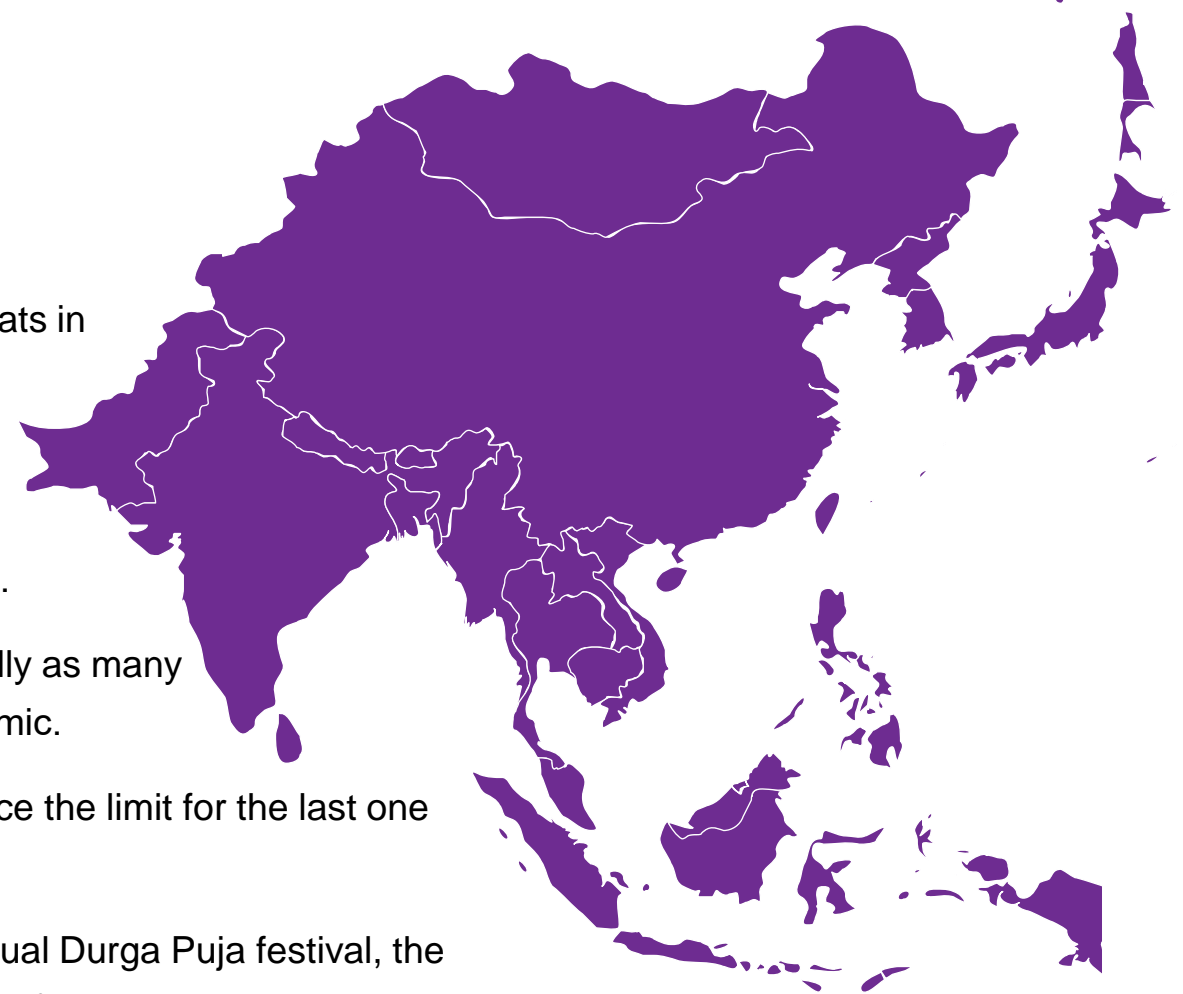 ats in
.
lly as many
mic.
ce the limit for the last one
ual Durga Puja festival, the